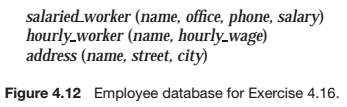 salaried_worker (name, office, phone, salary)
hourly_worker (name, hourly_wage)
address (name, street, city)
Figure 4.12 Employee database for Exercise 4.16.